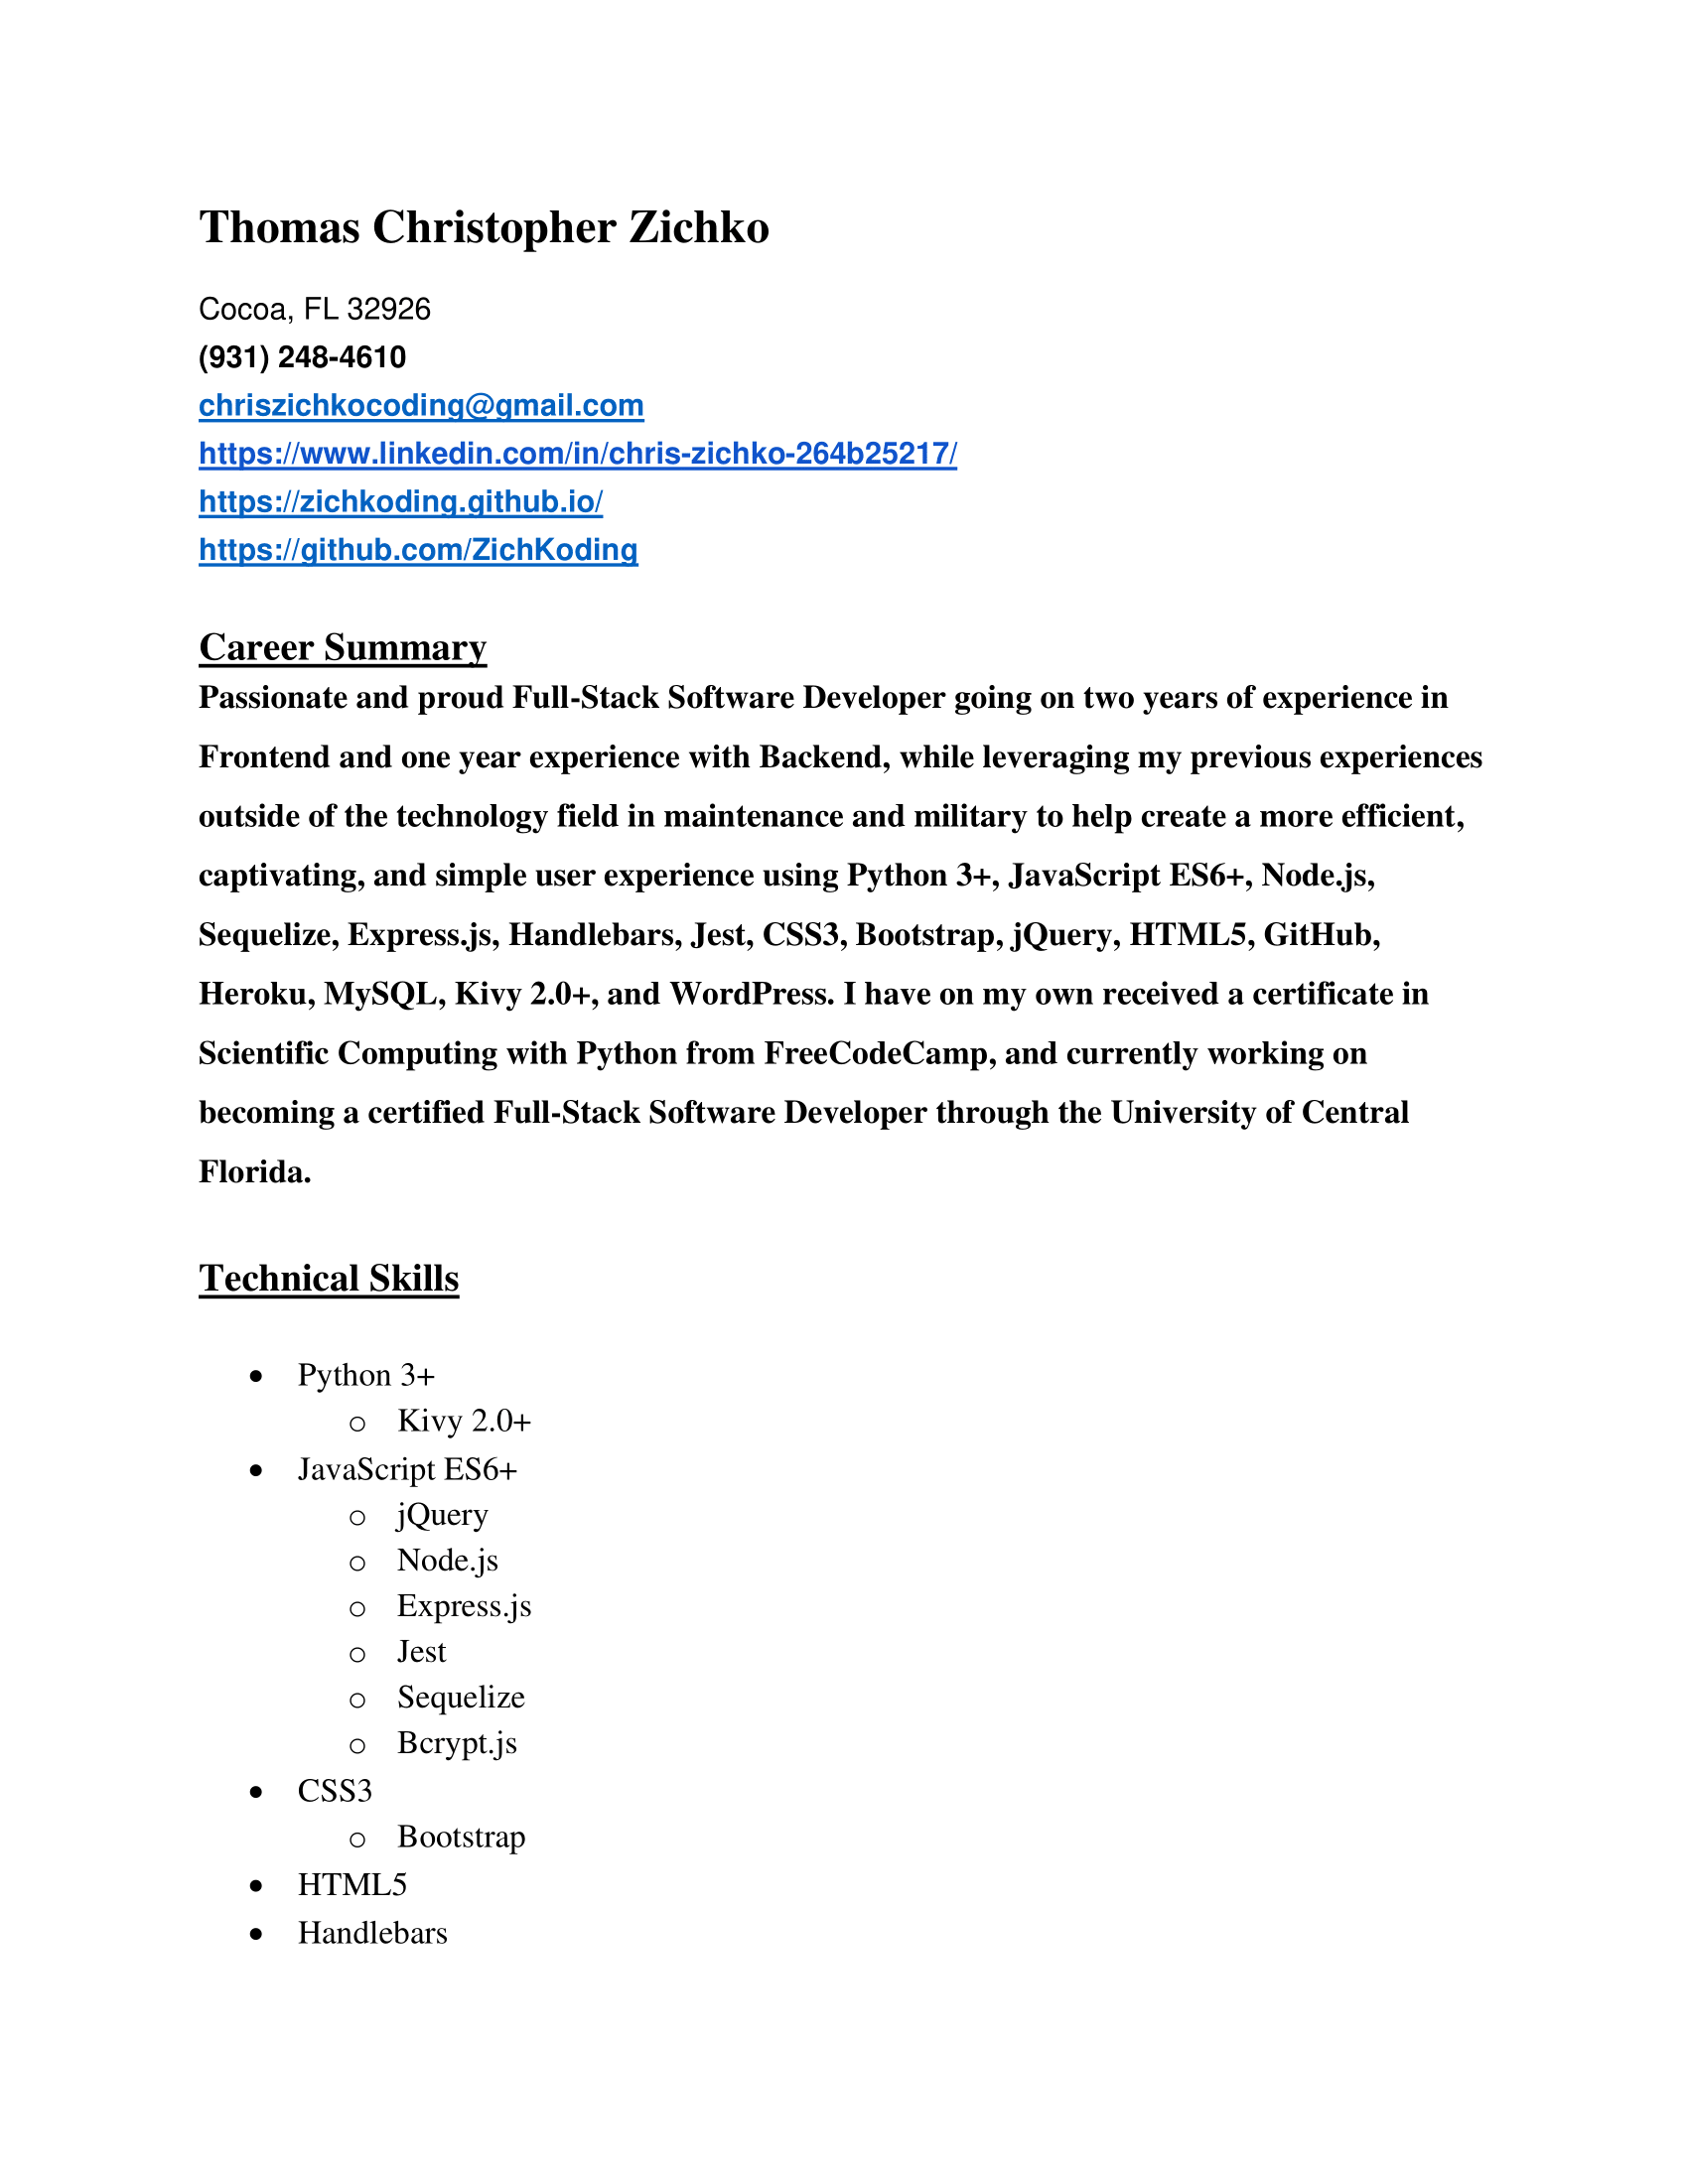 Thomas Christopher Zichko
Cocoa, FL 32926
(931) 248-4610
chriszichkocoding@gmail.com
https://www.linkedin.com/in/chris-zichko-264b25217/
https://zichkoding.github.io/
https://github.com/ZichKoding
Career Summary
Passionate and proud Full-Stack Software Developer going on two years of experience in
Frontend and one year experience with Backend, while leveraging my previous experiences
outside of the technology field in maintenance and military to help create a more efficient,
captivating, and simple user experience using Python 3+, JavaScript ES6+, Node.js,
Sequelize, Express.js, Handlebars, Jest, CSS3, Bootstrap, jQuery, HTML5, GitHub,
Heroku, MySQL, Kivy 2.0+, and WordPress. I have on my own received a certificate in
Scientific Computing with Python from FreeCodeCamp, and currently working on
becoming a certified Full-Stack Software Developer through the University of Central
Florida.
Technical Skills
• Python 3+
o Kivy 2.0+
• JavaScript ES6+
o jQuery
o Node.js
o Express.js
o Jest
o Sequelize
o Bcrypt.js
• CSS3
o Bootstrap
• HTML5
• Handlebars